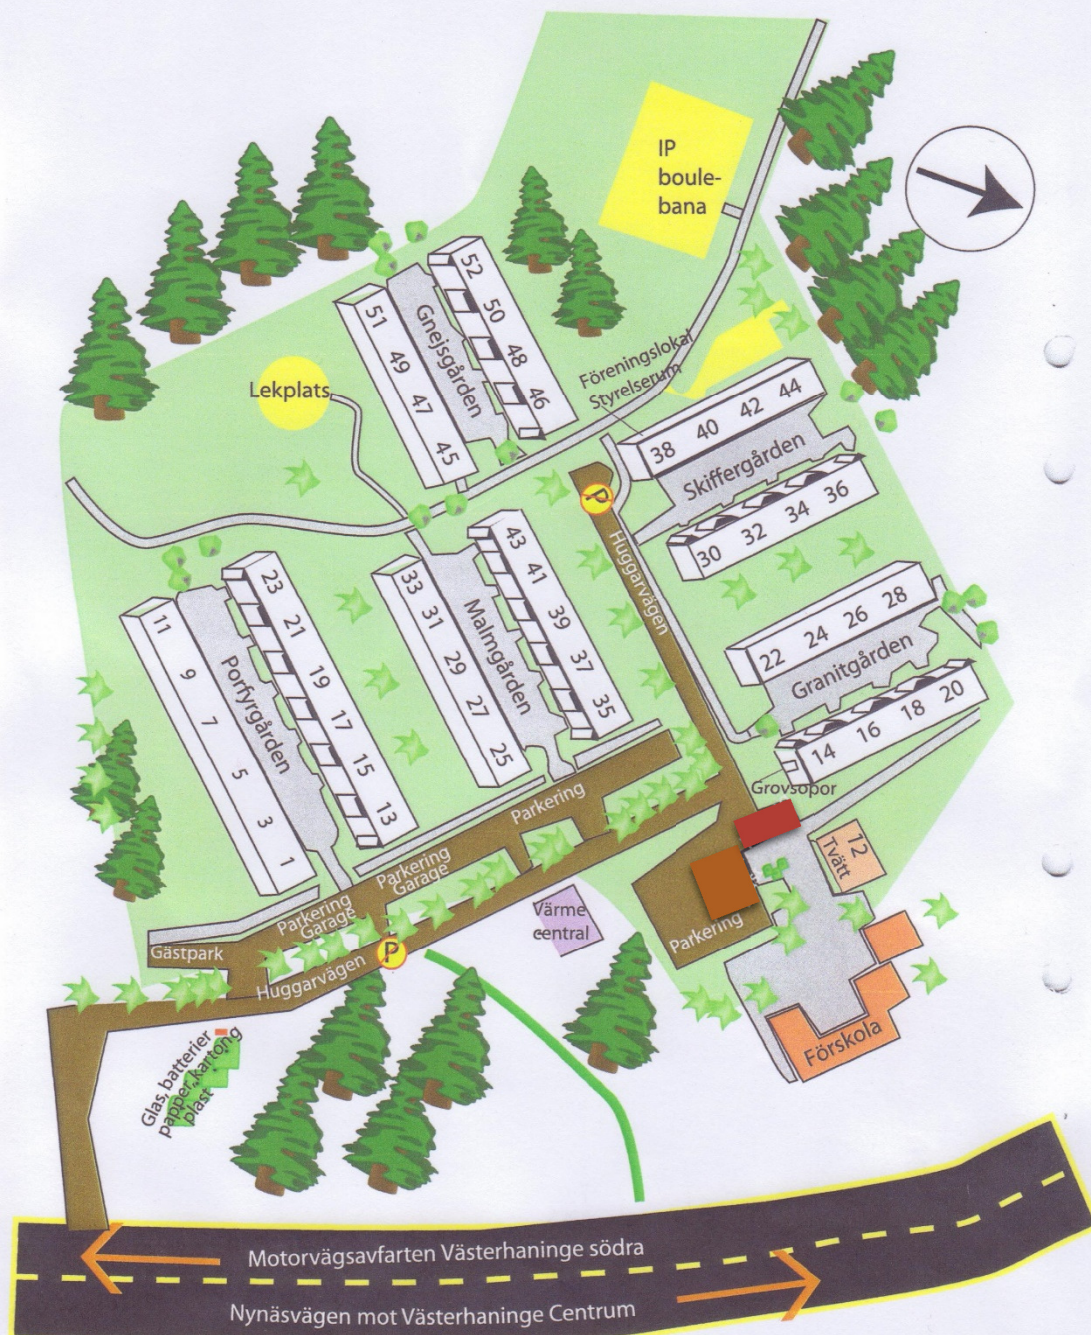 IP
boule-
bana
52
50
48
46
51
49
47
45
Gnejsgården
Lekplats
Föreningslokal
Styrelserum
38 40 42 44
Skiffergården
30 32 34 36
P
Huggarvägen
43
41
39
37
35
33
31
29
27
25
Malmgården
23
21
19
17
15
13
11
9
7
5
3
1
Porfyrgården
22 24 26 28
Granitgården
14 16 18 20
Grovsopor
12
Tvätt
Parkering
Parkering
Garage
Parkering
Garage
Gästpark
Huggarvägen
P
Värme
central
Parkering
Förskola
Glas, batterier
papper, kartong
plast
Motorvägsavfarten Västerhaninge södra
Nynäsvägen mot Västerhaninge Centrum